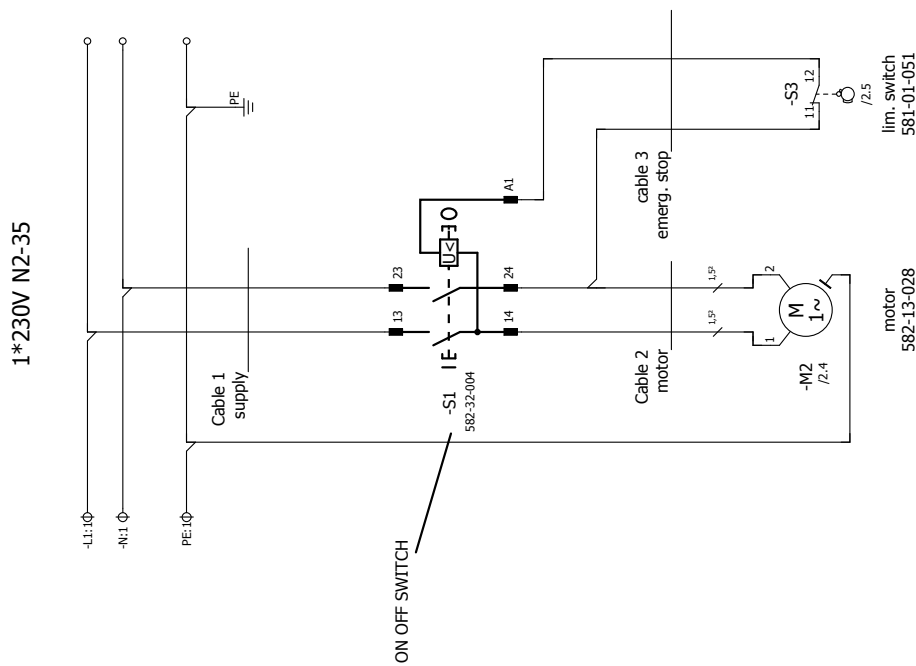 1*230V N2-35
-L1:1
-N:1
PE:1
PE
Cable 1
supply
13
23
I
U<
O
-S1
582-32-004
14
24
A1
ON OFF SWITCH
Cable 2
motor
cable 3
emerg. stop
1,5²
1,5²
1
2
M
1~
-M2
/2.4
-S3
11
12
/2.5
motor
582-13-028
lim. switch
581-01-051